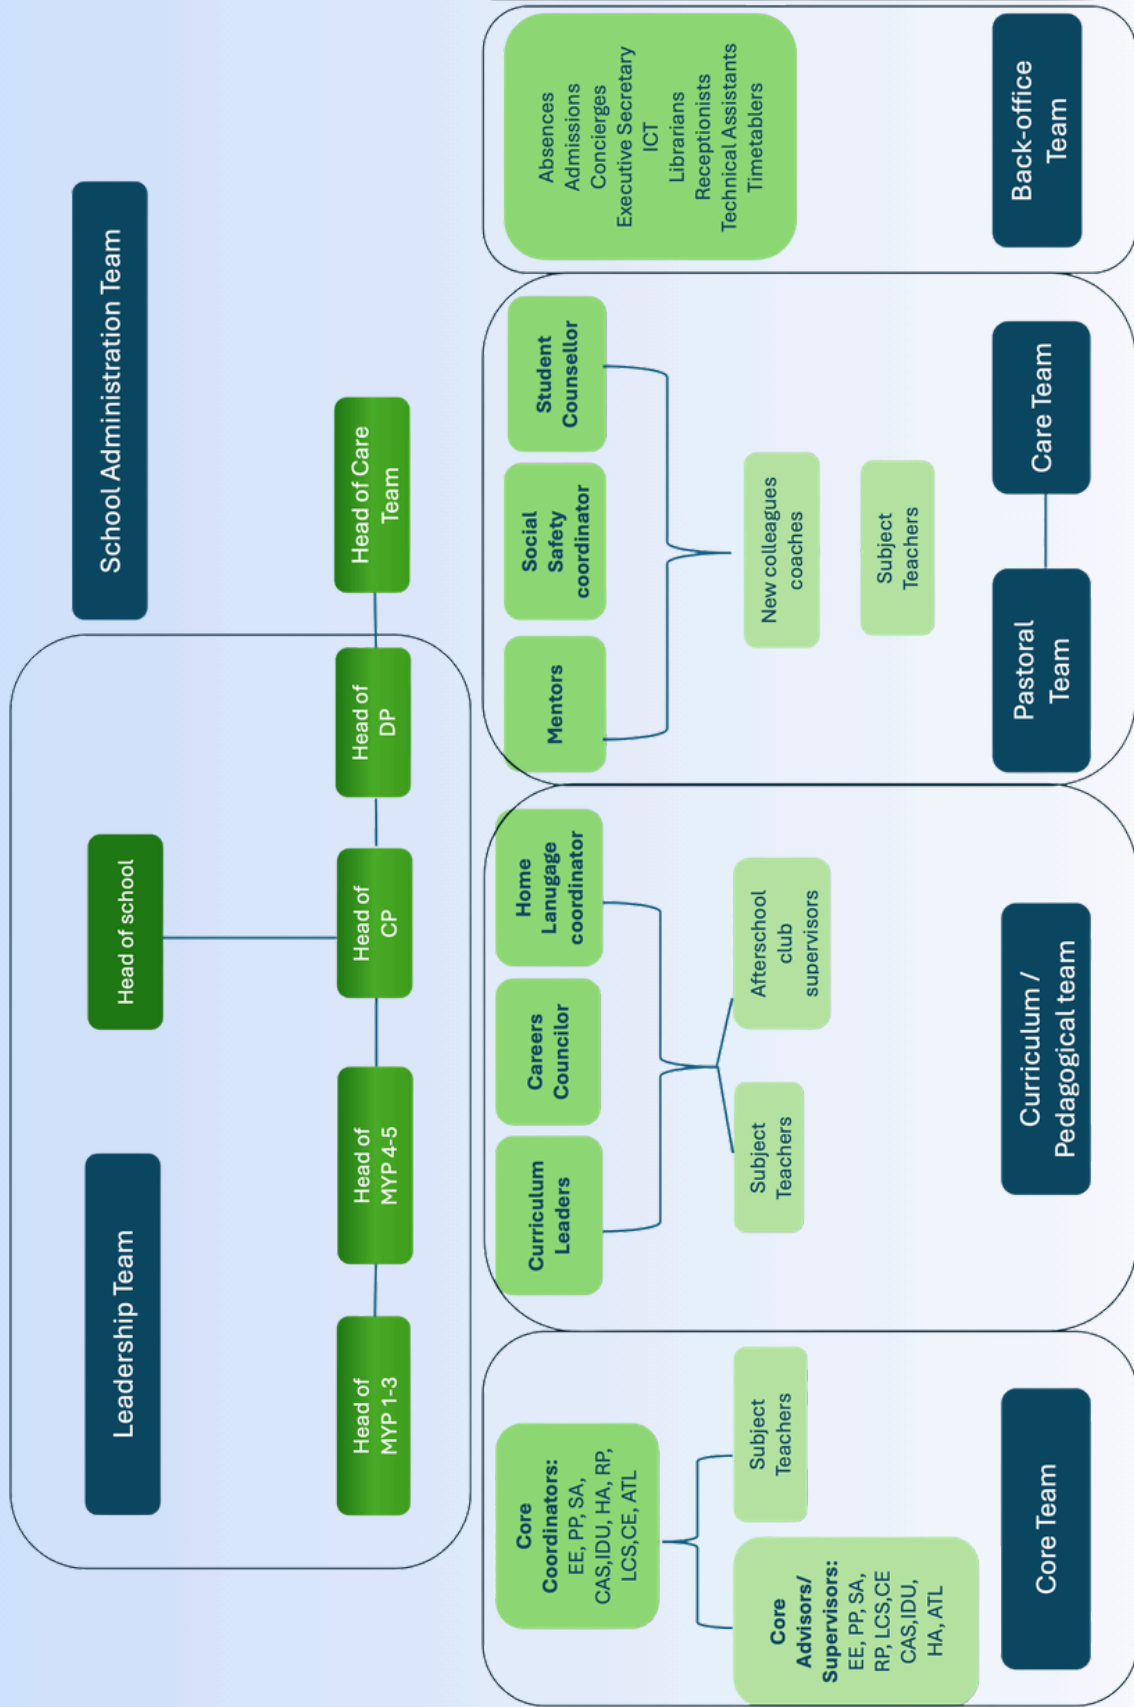 Leadership Team
Head of school
School Administration Team
Head of
MYP 1-3
Head of
MYP 4-5
Head of
CP
Head of
DP
Head of Care
Team
Core
Coordinators:
EE, PP, SA,
CAS,IDU, HA, RP,
LCS,CE, ATL
Core
Advisors/
Supervisors:
EE, PP, SA,
RP, LCS,CE
CAS,IDU,
HA, ATL
Subject
Teachers
Core Team
Curriculum
Leaders
Careers
Councilor
Home
Lanugage
coordinator
Subject
Teachers
Afterschool
club
supervisors
Curriculum /
Pedagogical team
Mentors
Social
Safety
coordinator
Student
Counsellor
New colleagues
coaches
Subject
Teachers
Pastoral
Team
Care Team
Absences
Admissions
Concierges
Executive Secretary
ICT
Librarians
Receptionists
Technical Assistants
Timetablers
Back-office
Team